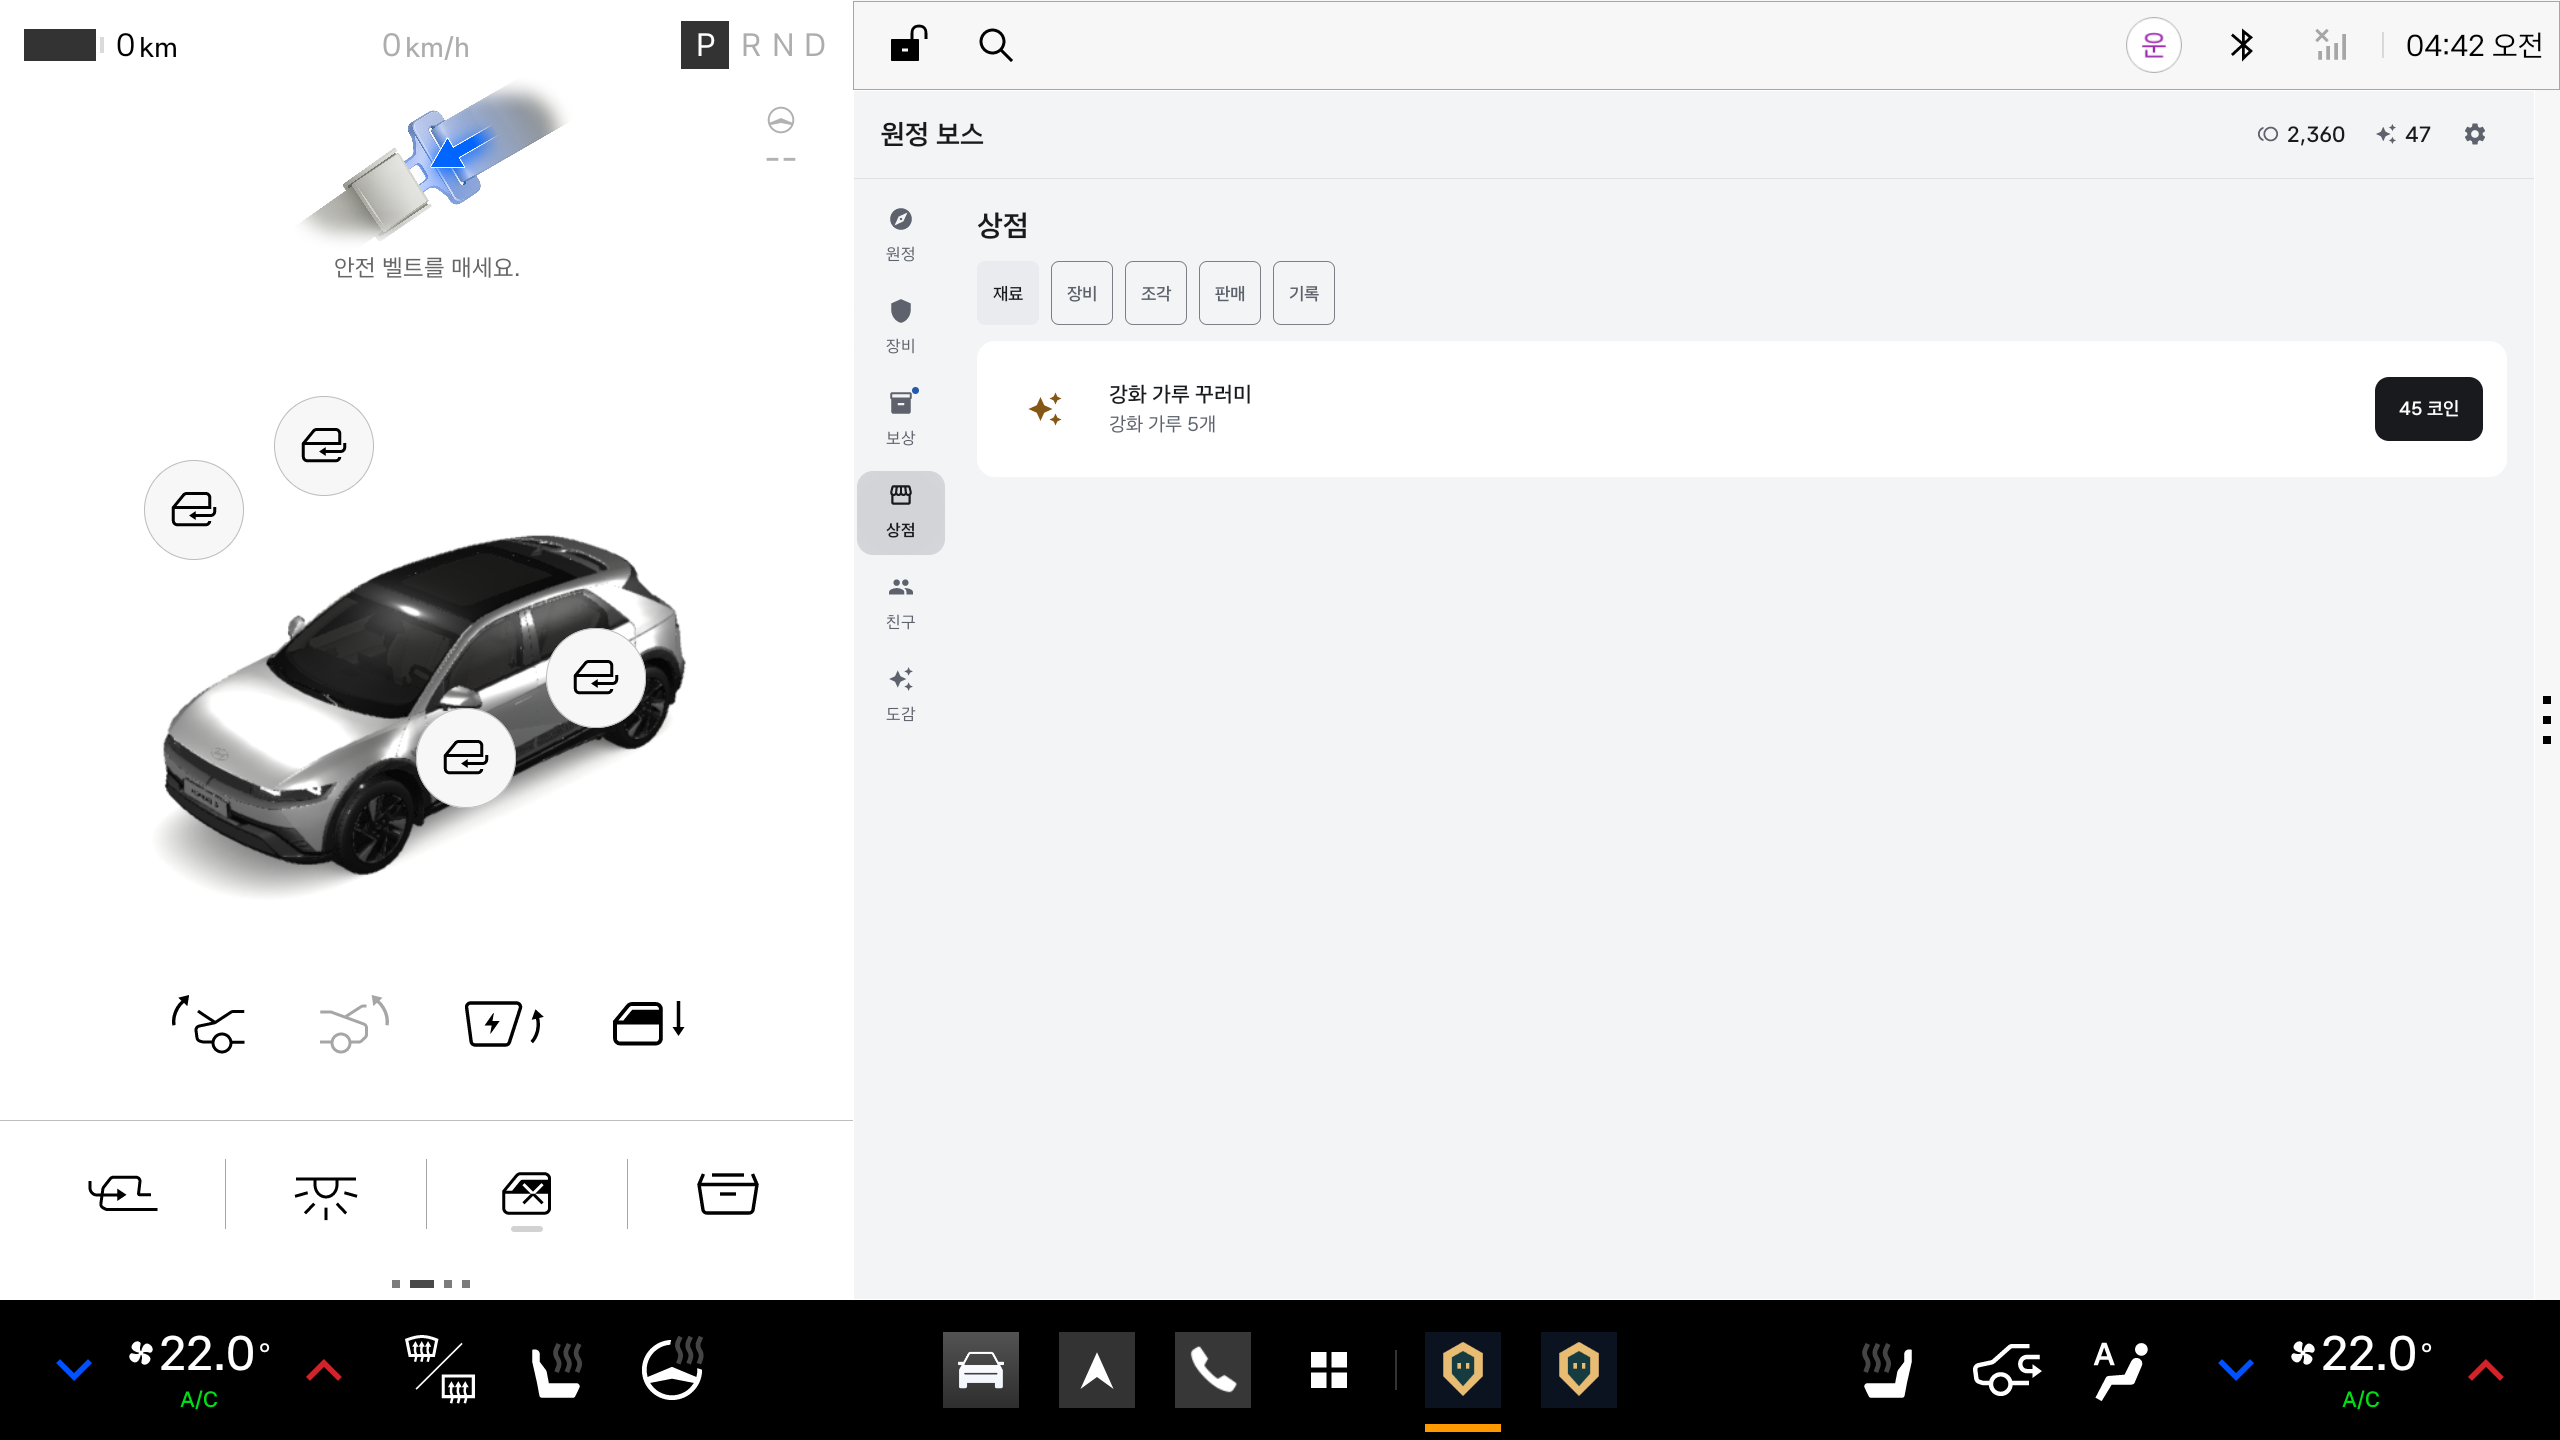 0 km
0 km/h
P R N D
04:42 오전
운
안전 벨트를 매세요.
원정 보스
2,360
47
원정
장비
보상
상점
친구
도감
상점
재료
장비
조각
판매
기록
강화 가루 꾸러미
강화 가루 5개
45 코인
22.0°
A/C
A
22.0°
A/C